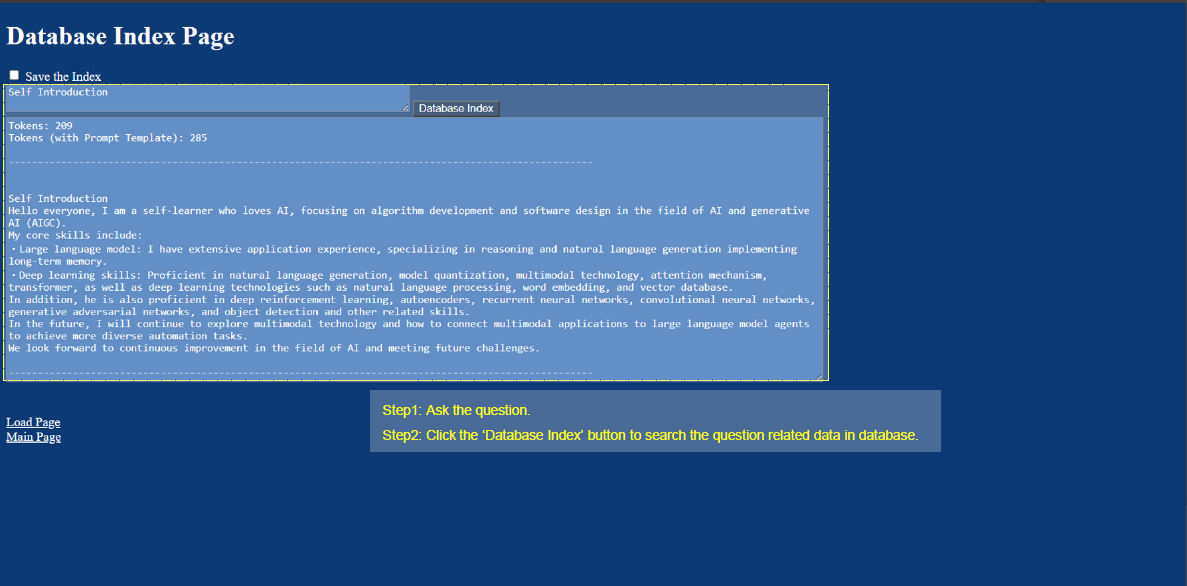 Database Index Page
Save the Index
Self Introduction
Database Index
Tokens: 209
Tokens (with Prompt Template): 285
--------------------------------------------------------------------------------------------------
Self Introduction
Hello everyone, I am a self-learner who loves AI, focusing on algorithm development and software design in the field of AI and generative
AI (AIGC).
My core skills include:
・Large language model: I have extensive application experience, specializing in reasoning and natural language generation implementing
long-term memory.
・Deep learning skills: Proficient in natural language generation, model quantization, multimodal technology, attention mechanism,
transformer, as well as deep learning technologies such as natural language processing, word embedding, and vector database.
In addition, he is also proficient in deep reinforcement learning, autoencoders, recurrent neural networks, convolutional neural networks,
generative adversarial networks, and object detection and other related skills.
In the future, I will continue to explore multimodal technology and how to connect multimodal applications to large language model agents
to achieve more diverse automation tasks.
We look forward to continuous improvement in the field of AI and meeting future challenges.
--------------------------------------------------------------------------------------------------
Load Page
Main Page
Step1: Ask the question.
Step2: Click the ‘Database Index’ button to search the question related data in database.